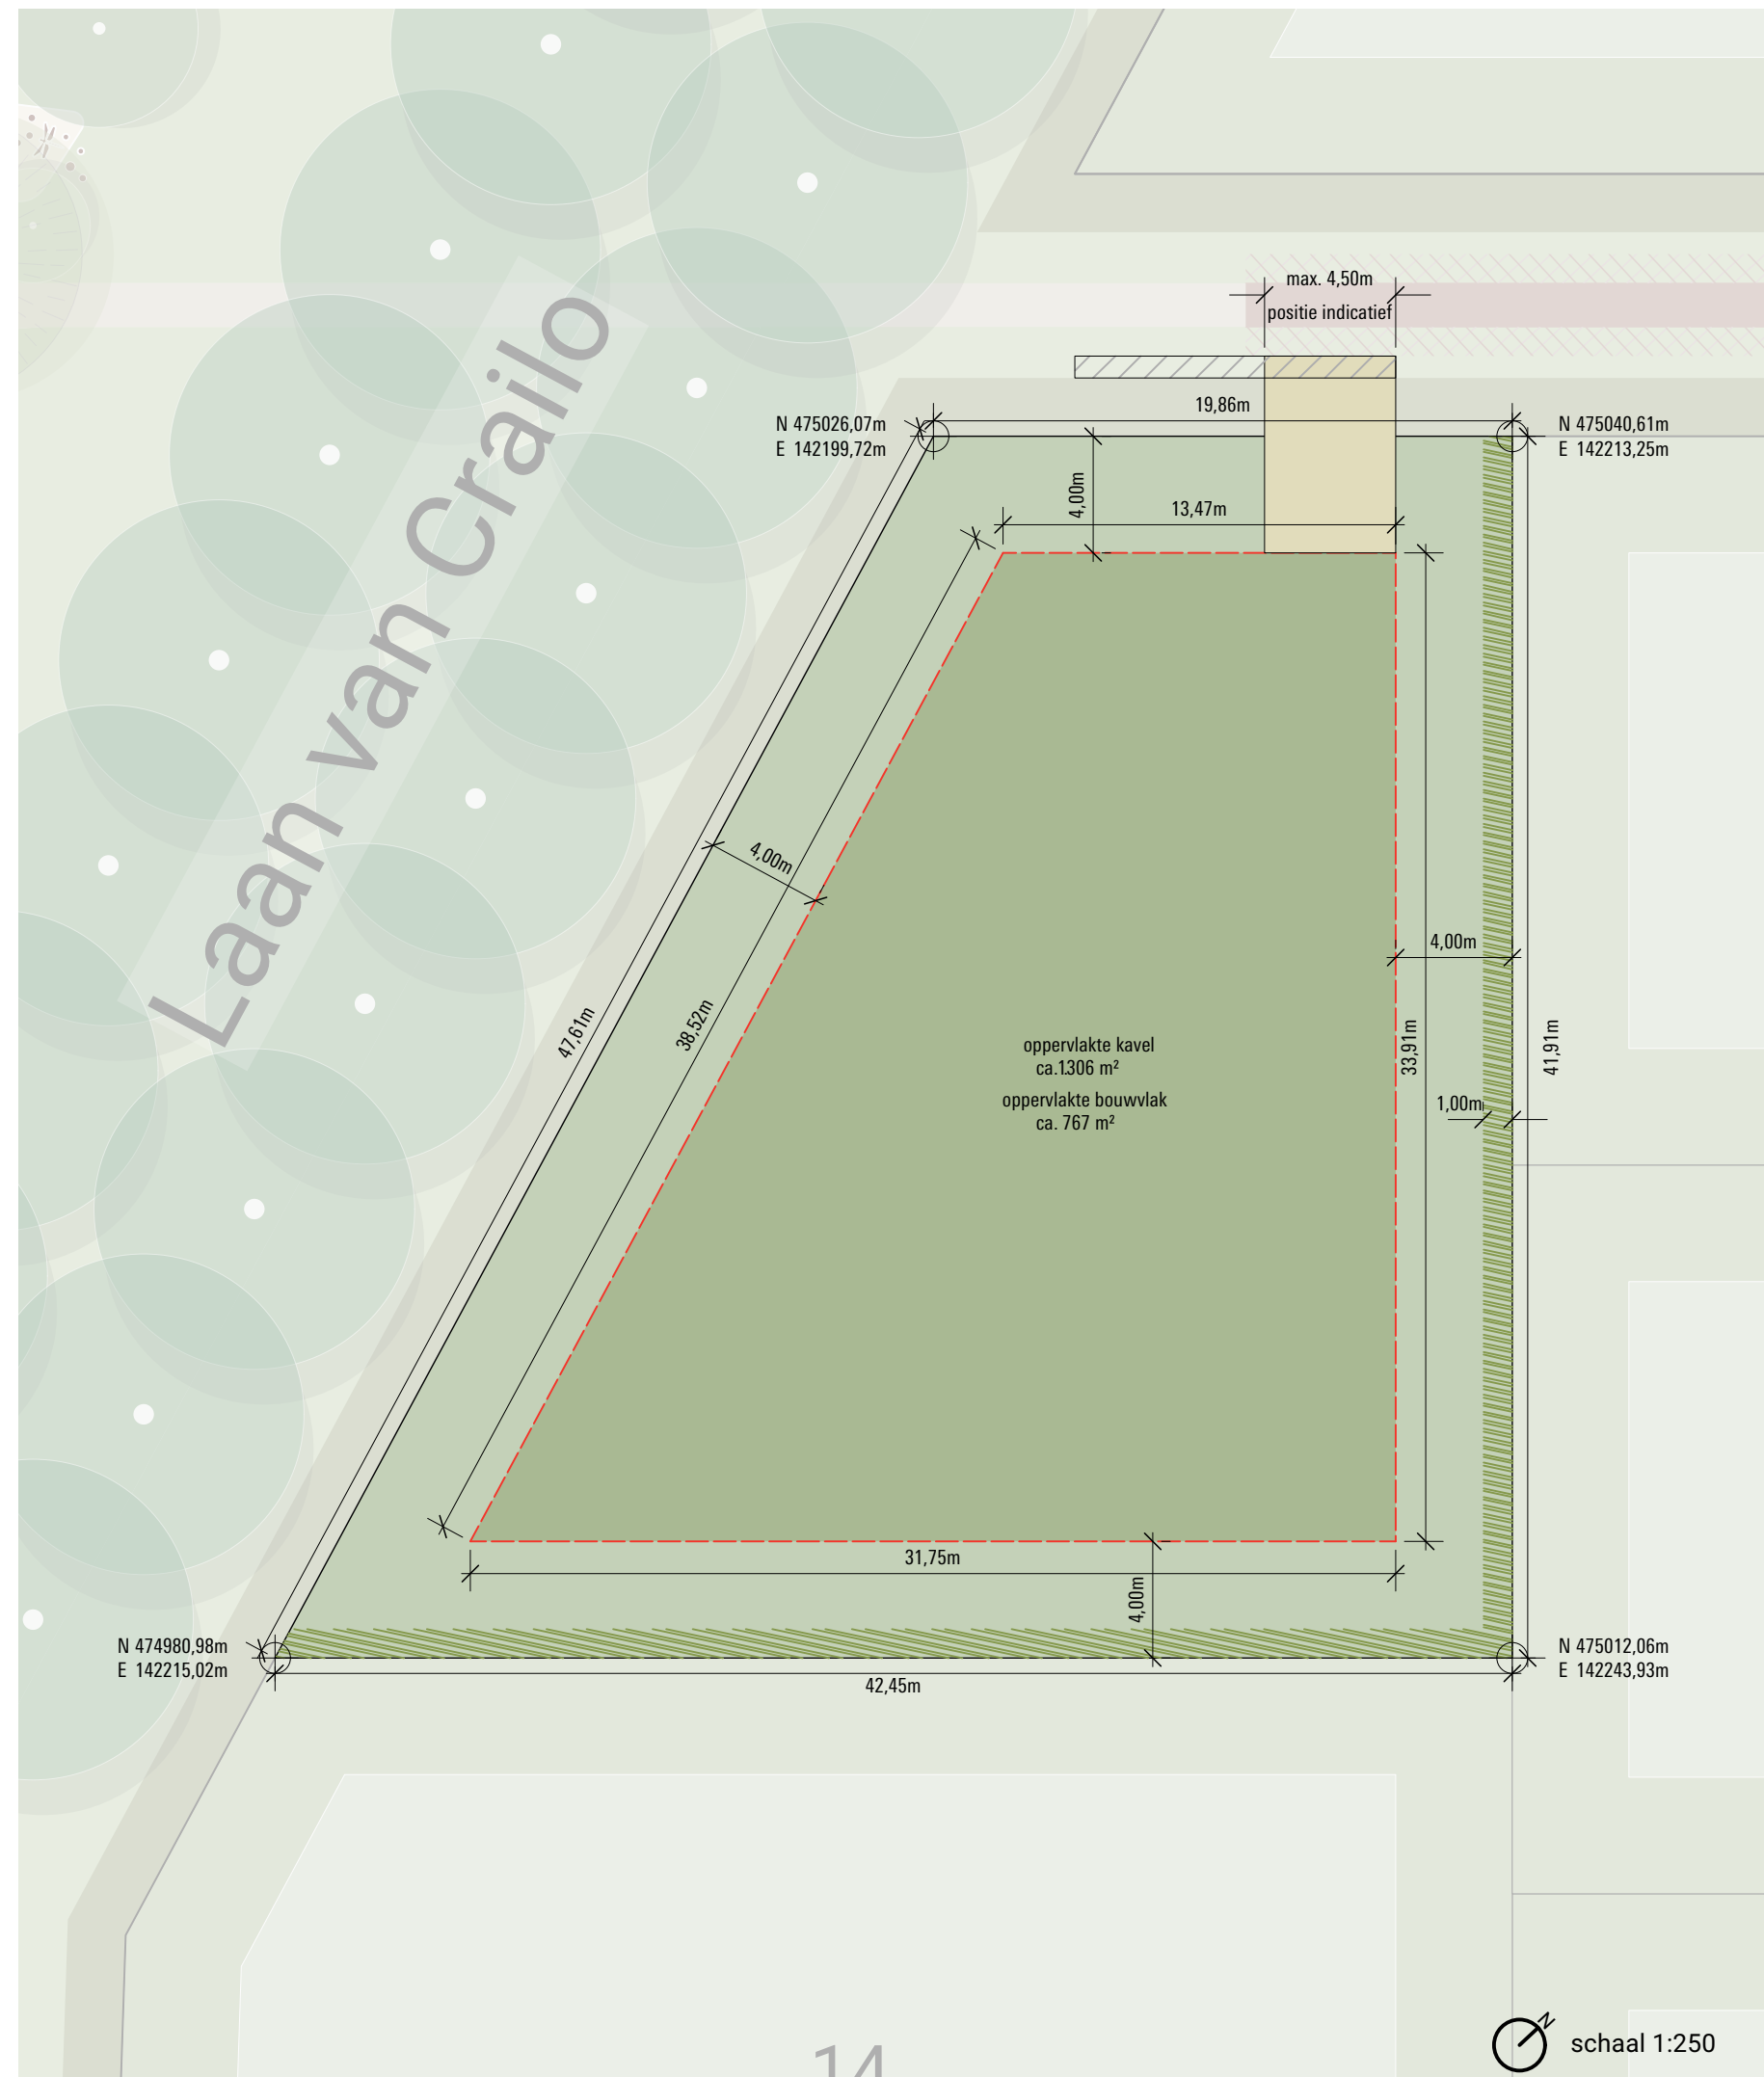 max. 4,50m
positie indicatief
19,86m
N 475026,07m
E 142199,72m
N 475040,61m
E 142213,25m
4,00m
13,47m
Laan van Crailo
4,00m
4,00m
47,61m
38,52m
33,91m
41,91m
oppervlakte kavel
ca.1.306 m²
oppervlakte bouwvlak
ca. 767 m²
1,00m
31,75m
4,00m
N 474980,98m
E 142215,02m
N 475012,06m
E 142243,93m
42,45m
14
N
schaal 1:250